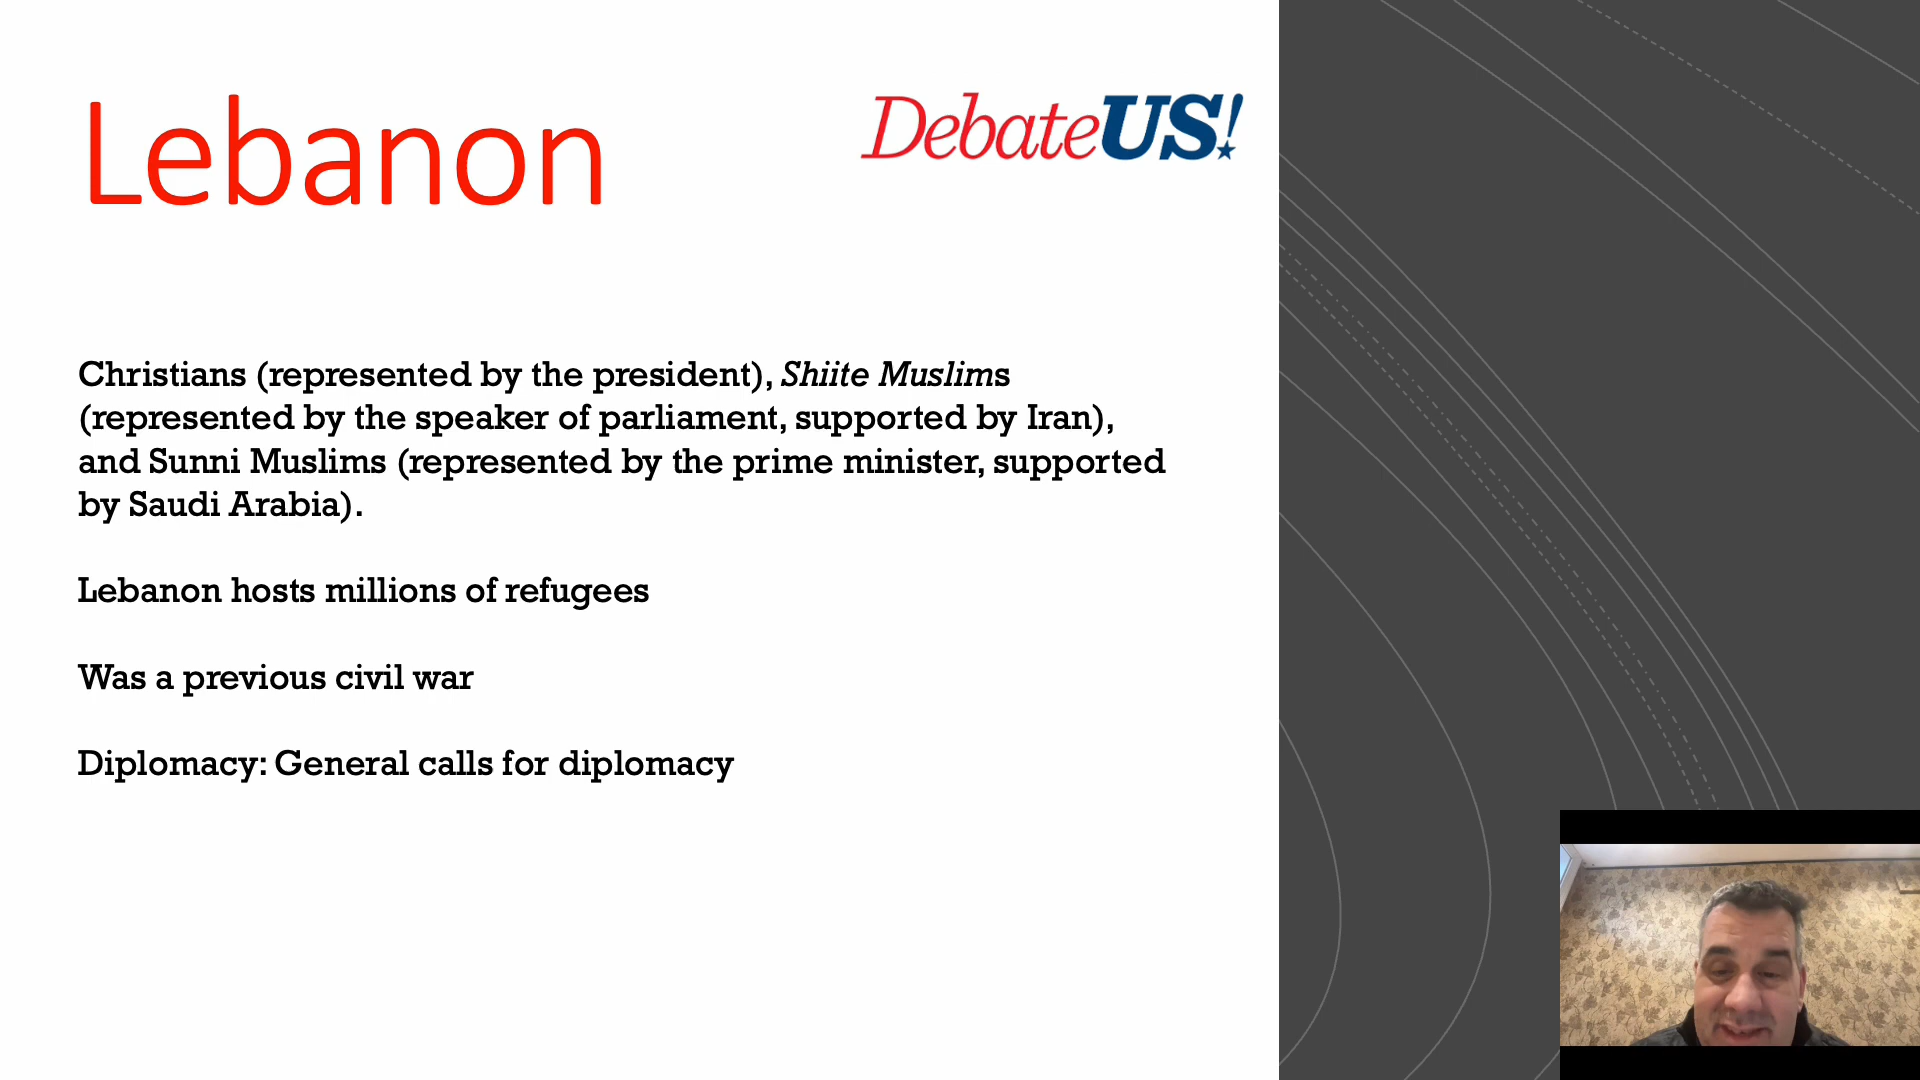 Lebanon
DebateUS!
Christians (represented by the president), Shiite Muslims
(represented by the speaker of parliament, supported by Iran),
and Sunni Muslims (represented by the prime minister, supported
by Saudi Arabia).
Lebanon hosts millions of refugees
Was a previous civil war
Diplomacy: General calls for diplomacy